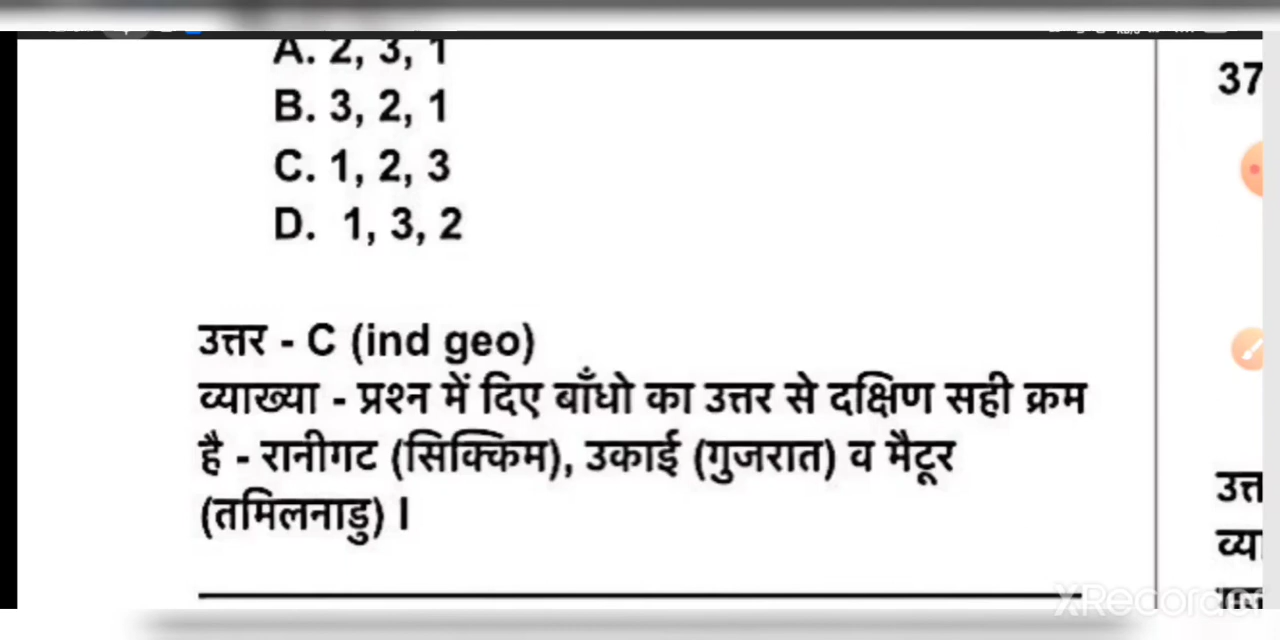 A. 2, 3, 1
B. 3, 2, 1
C. 1, 2, 3
D. 1, 3, 2
उत्तर - C (ind geo)
व्याख्या - प्रश्न में दिए बाँधो का उत्तर से दक्षिण सही क्रम
है - रानीगट (सिक्किम), उकाई (गुजरात) व मैटूर
(तमिलनाडु) ।
37
XRecorder